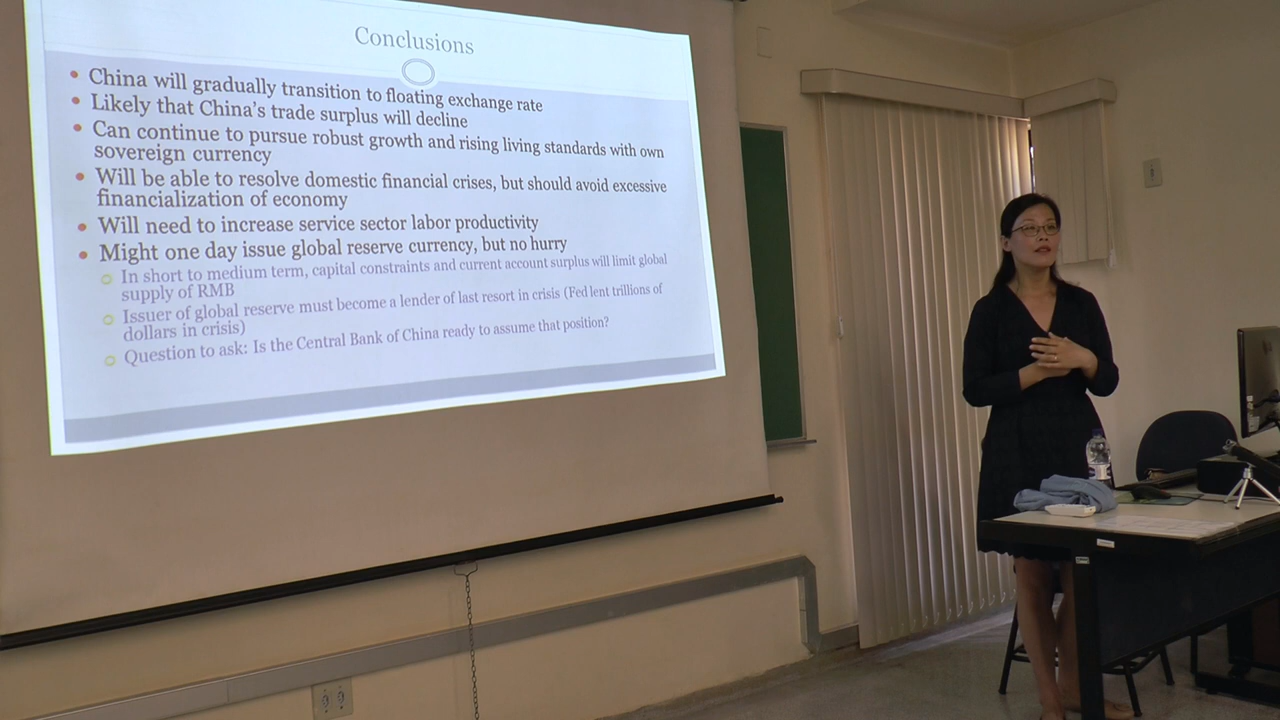 Conclusions
• China will gradually transition to floating exchange rate
• Likely that China's trade surplus will decline
• Can continue to pursue robust growth and rising living standards with own
sovereign currency
• Will be able to resolve domestic financial crises, but should avoid excessive
financialization of economy
• Will need to increase service sector labor productivity
• Might one day issue global reserve currency, but no hurry
In short to medium term, capital constraints and current account surplus will limit global
supply of RMB
Issuer of global reserve must become a lender of last resort in crisis (Fed lent trillions of
dollars in crisis)
Question to ask: Is the Central Bank of China ready to assume that position?